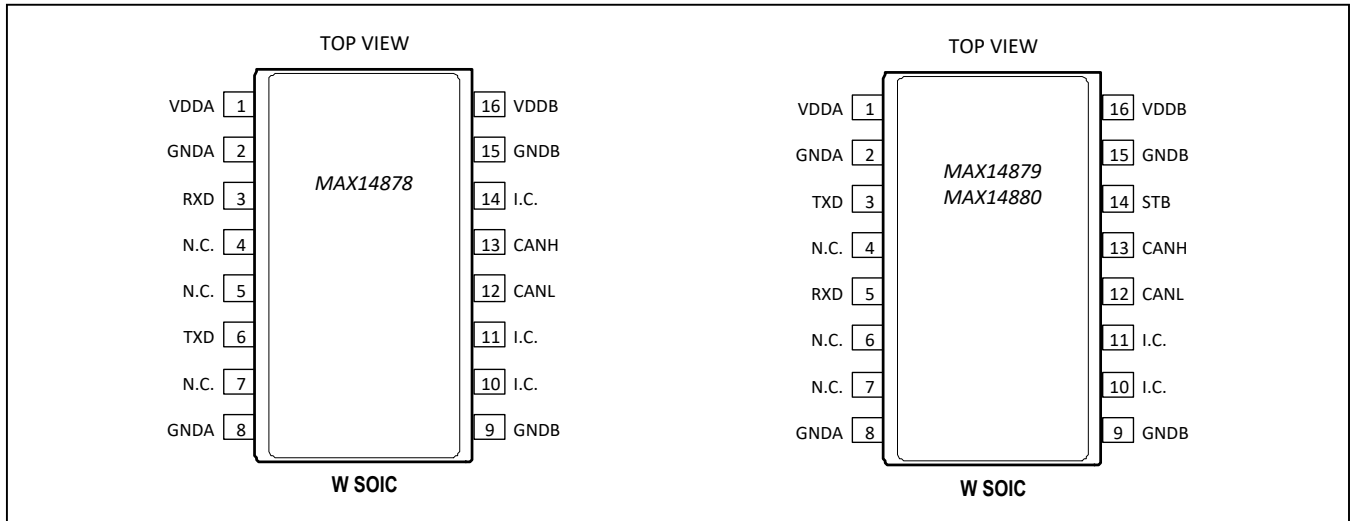 TOP VIEW
VDDA 1
16 VDDB
GNDA 2
15 GNDB
MAX14878
RXD 3
14 I.C.
N.C. 4
13 CANH
N.C. 5
12 CANL
TXD 6
11 I.C.
N.C. 7
10 I.C.
GNDA 8
9 GNDB
W SOIC
TOP VIEW
VDDA 1
16 VDDB
GNDA 2
15 GNDB
MAX14879
MAX14880
TXD 3
14 STB
N.C. 4
13 CANH
RXD 5
12 CANL
N.C. 6
11 I.C.
N.C. 7
10 I.C.
GNDA 8
9 GNDB
W SOIC